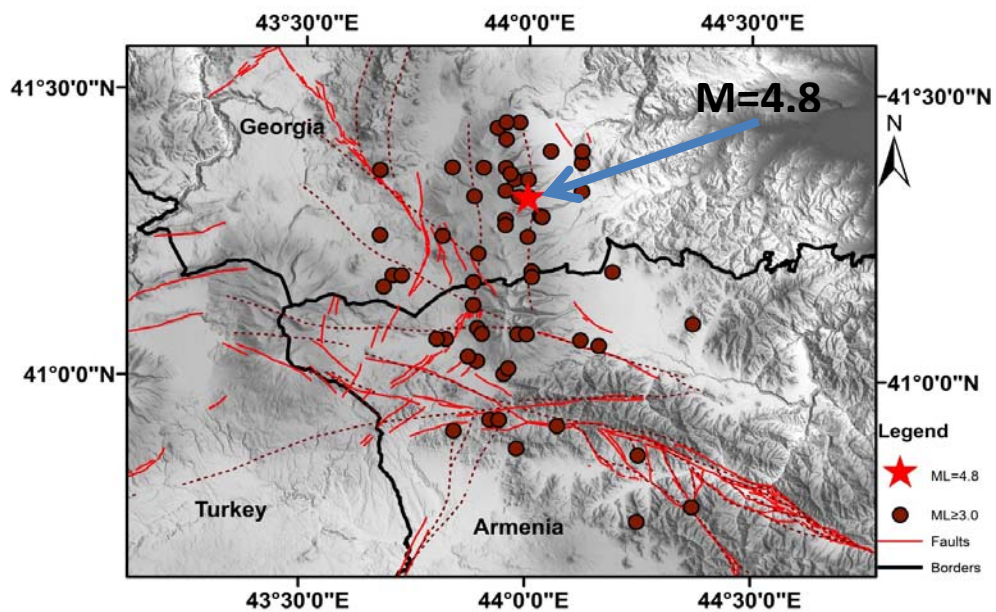 43°30'0"E 44°0'0"E 44°30'0"E
41°30'0"N
M=4.8
41°30'0"N
Georgia
N
41°0'0"N
41°0'0"N
Legend
ML=4.8
Turkey
ML≥3.0
Armenia
Faults
Borders
43°30'0"E 44°0'0"E 44°30'0"E